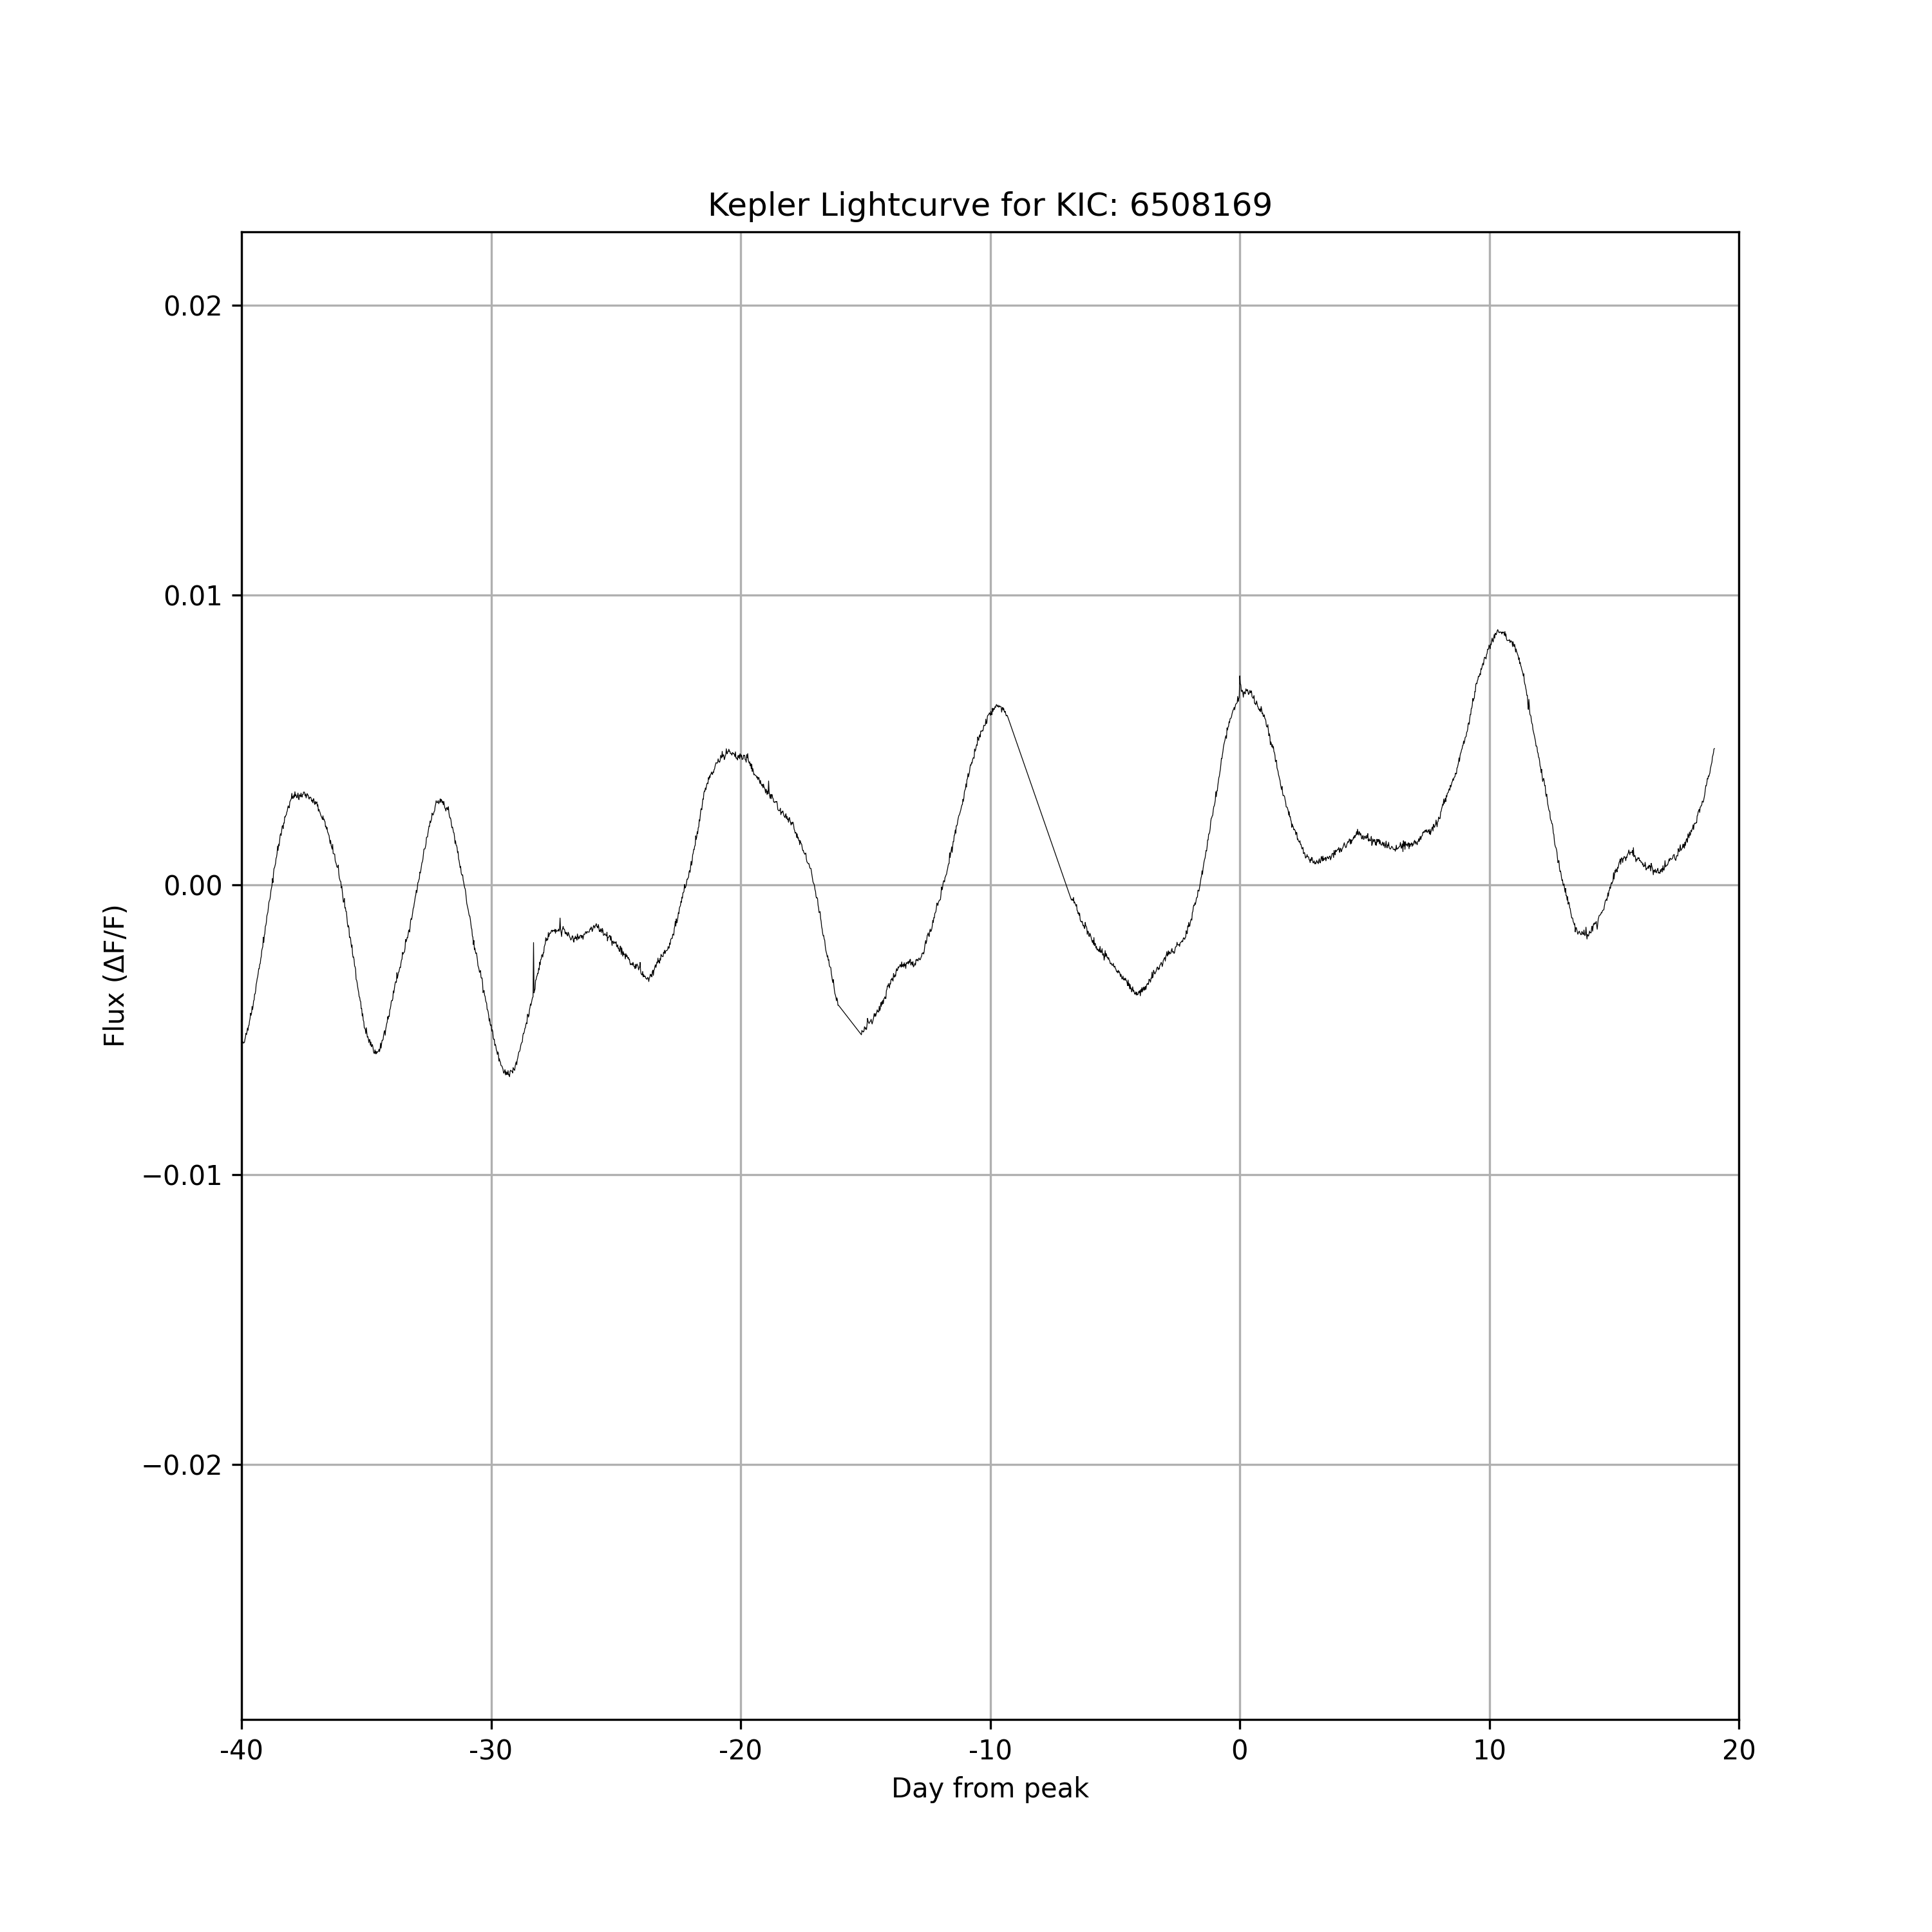 Kepler Lightcurve for KIC: 6508169
0.02
0.01
0.00
−0.01
−0.02
Flux (ΔF/F)
-40 -30 -20 -10 0 10 20
Day from peak